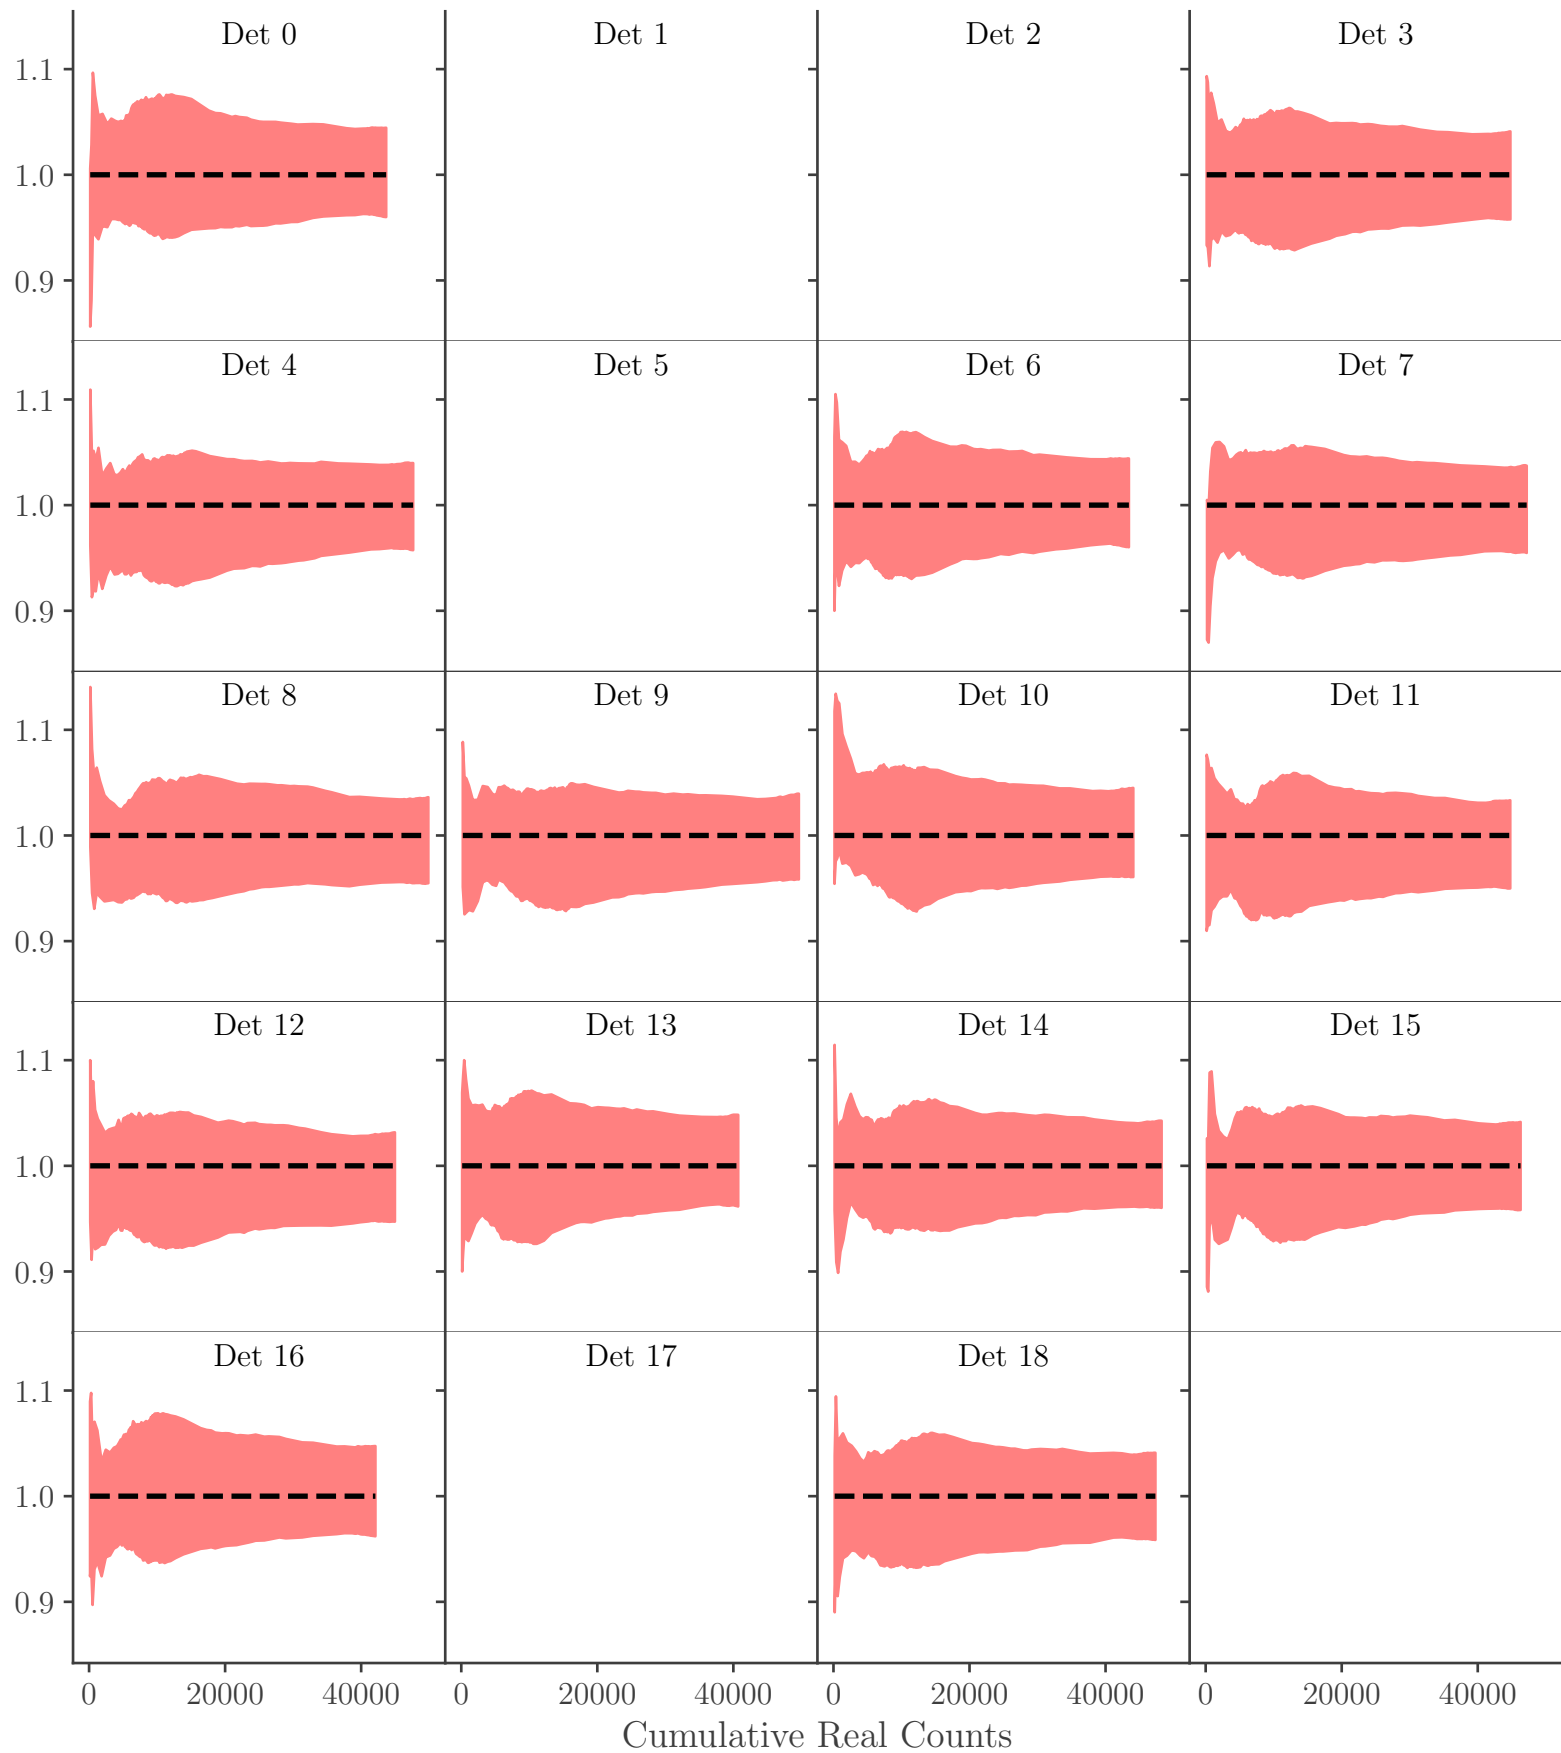 Det 0 Det 1 Det 2 Det 3
1.1
1.0
0.9
Det 4 Det 5 Det 6 Det 7
1.1
1.0
0.9
Det 8 Det 9 Det 10 Det 11
1.1
1.0
0.9
Det 12 Det 13 Det 14 Det 15
1.1
1.0
0.9
Det 16 Det 17 Det 18
1.1
1.0
0.9
0 20000 40000 0 20000 40000 0 20000 40000 0 20000 40000
Cumulative Real Counts